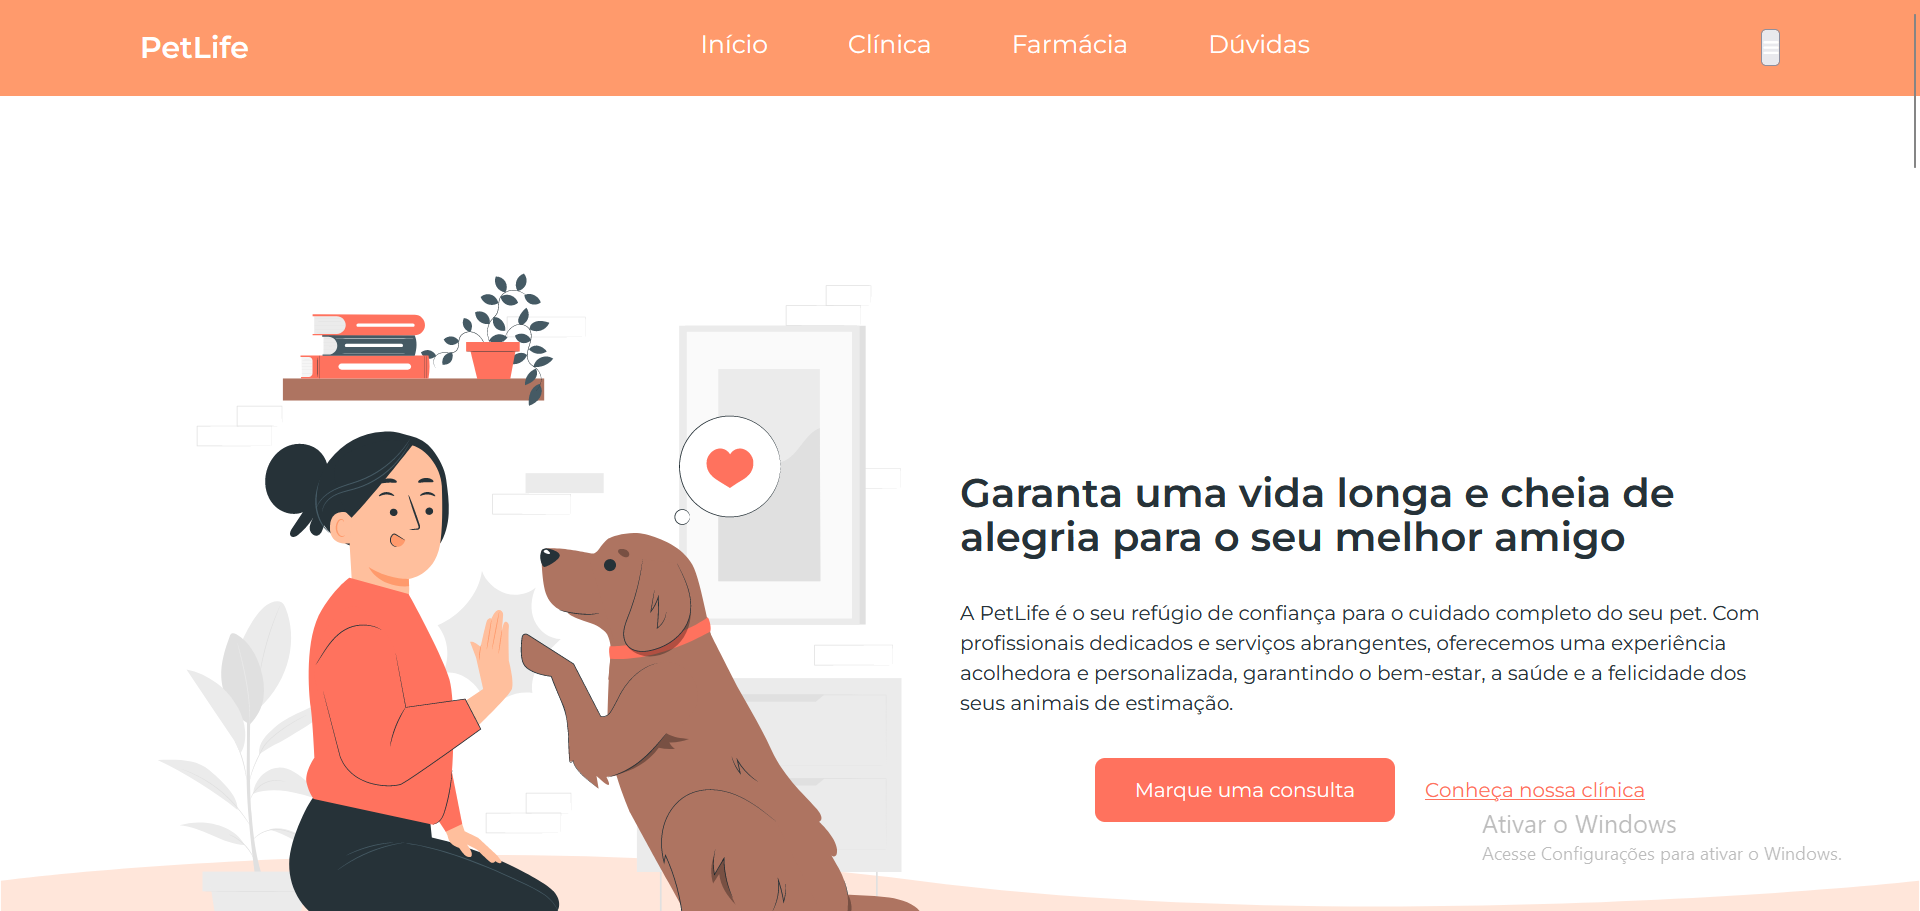 PetLife
Início
Clínica
Farmácia
Dúvidas
Garanta uma vida longa e cheia de
alegria para o seu melhor amigo
A PetLife é o seu refúgio de confiança para o cuidado completo do seu pet. Com
profissionais dedicados e serviços abrangentes, oferecemos uma experiência
acolhedora e personalizada, garantindo o bem-estar, a saúde e a felicidade dos
seus animais de estimação.
Marque uma consulta
Conheça nossa clínica
Ativar o Windows
Acesse Configurações para ativar o Windows.